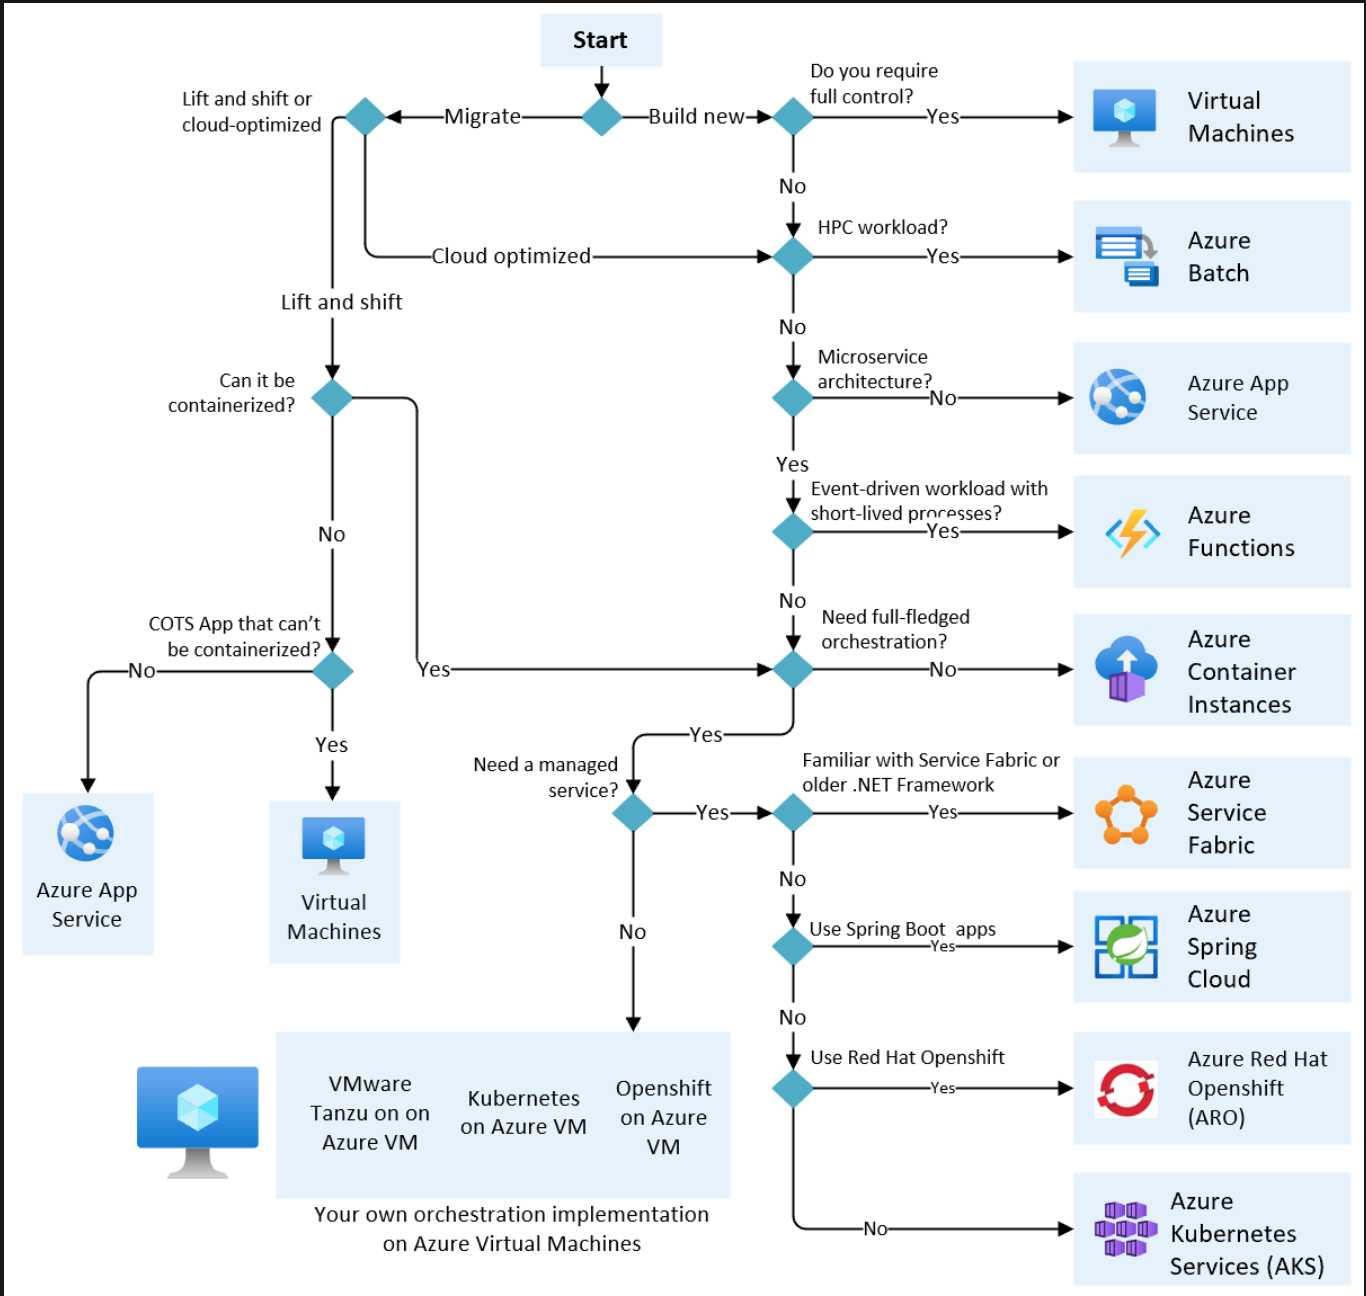 Start
Lift and shift or
cloud-optimized
Migrate
Build new
Do you require
full control?
Yes
Virtual
Machines
No
HPC workload?
Cloud optimized
Yes
Azure
Batch
Lift and shift
No
Microservice
architecture?
No
Azure App
Service
Can it be
containerized?
Yes
Event-driven workload with
short-lived processes?
Yes
Azure
Functions
No
No
Need full-fledged
orchestration?
No
Azure
Container
Instances
COTS App that can’t
be containerized?
No
Yes
Yes
Yes
Need a managed
service?
Yes
Familiar with Service Fabric or
older .NET Framework
Yes
Azure
Service
Fabric
Azure App
Service
Virtual
Machines
No
No
Use Spring Boot  apps
Yes
Azure
Spring
Cloud
No
Use Red Hat Openshift
Yes
Azure Red Hat
Openshift
(ARO)
VMware
Tanzu on on
Azure VM
Kubernetes
on Azure VM
Openshift
on Azure
VM
Your own orchestration implementation
on Azure Virtual Machines
No
Azure
Kubernetes
Services (AKS)